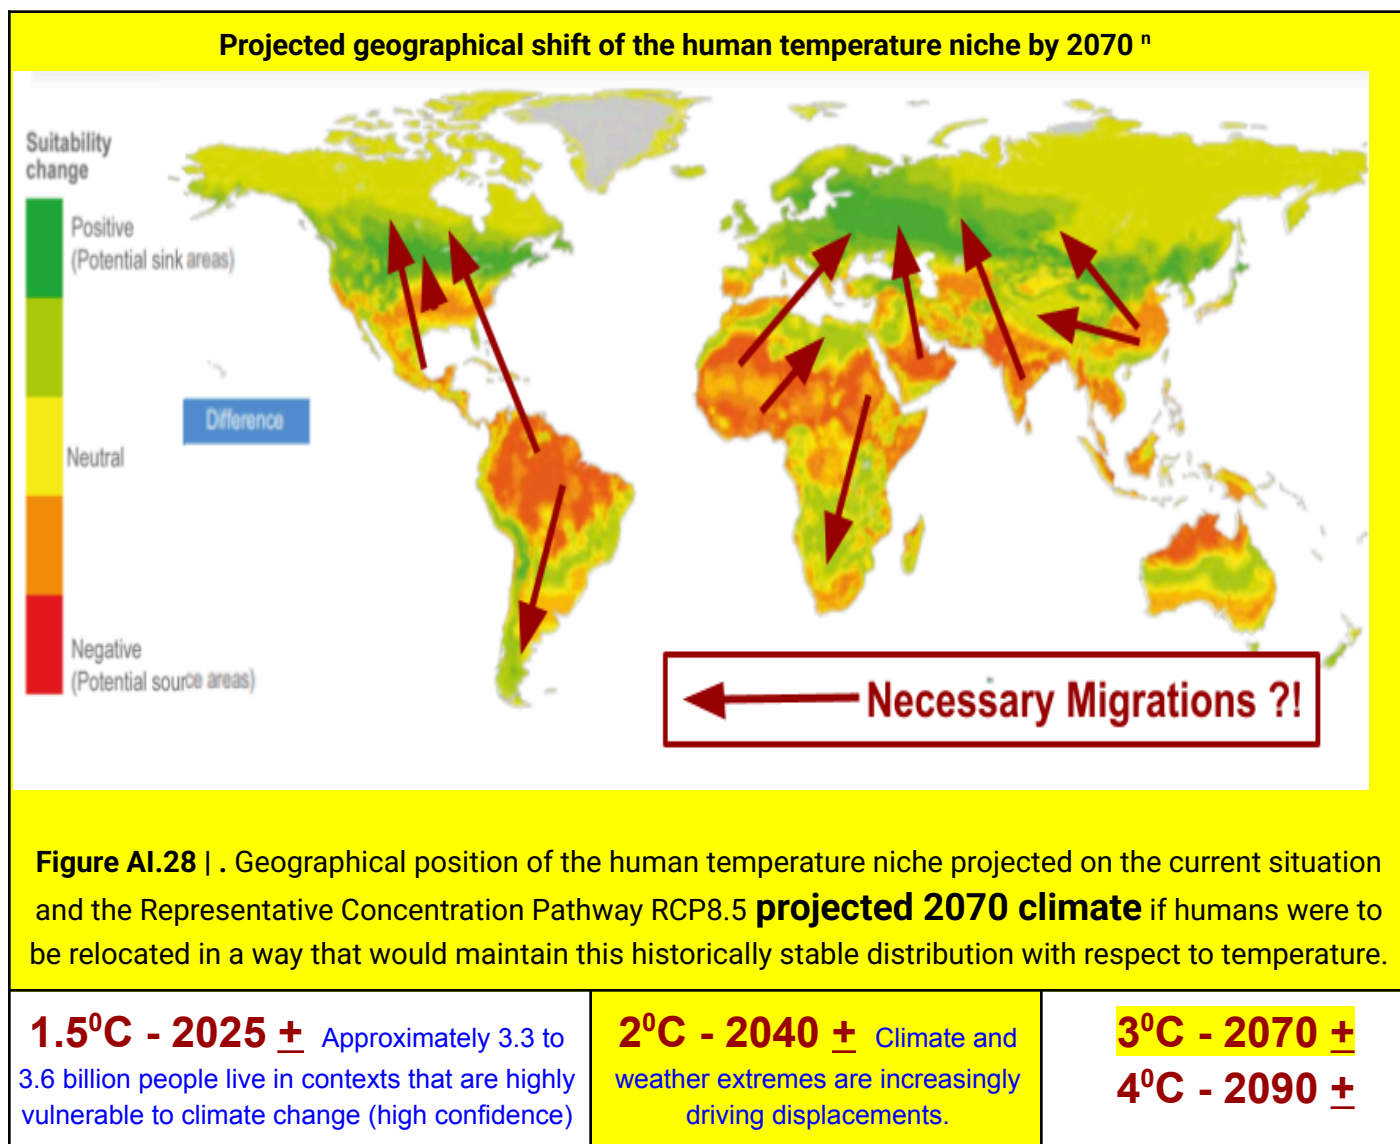 Projected geographical shift of the human temperature niche by 2070 ⁿ
Suitability
change
Positive
(Potential sink areas)
Difference
Neutral
Negative
(Potential source areas)
Necessary Migrations ?!
Figure AI.28 | . Geographical position of the human temperature niche projected on the current situation
and the Representative Concentration Pathway RCP8.5 projected 2070 climate if humans were to
be relocated in a way that would maintain this historically stable distribution with respect to temperature.
1.5⁰C - 2025 ± Approximately 3.3 to
3.6 billion people live in contexts that are highly
vulnerable to climate change (high confidence)
2⁰C - 2040 ± Climate and
weather extremes are increasingly
driving displacements.
3⁰C - 2070 ±
4⁰C - 2090 ±